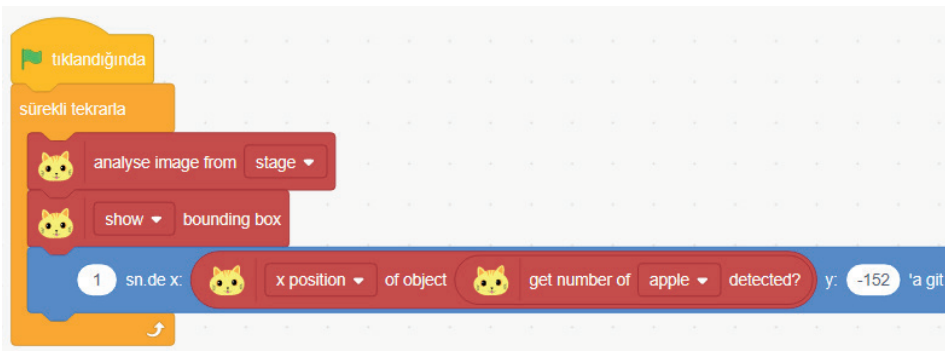 tıklandığında
sürekli tekrarla
analyse image from stage
show bounding box
1 sn.de x: x position of object get number of apple detected? y: -152 'a git